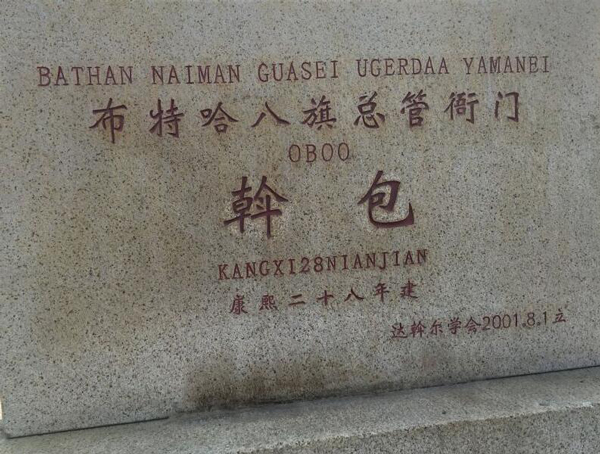 BATHAN NAIMAN GUASEI UGERDAA YAMANEI
布特哈八旗总管衙门
OBOO
斡包
KANGXI28NIANJIAN
康熙二十八年建
达斡尔学会2001.8.1立